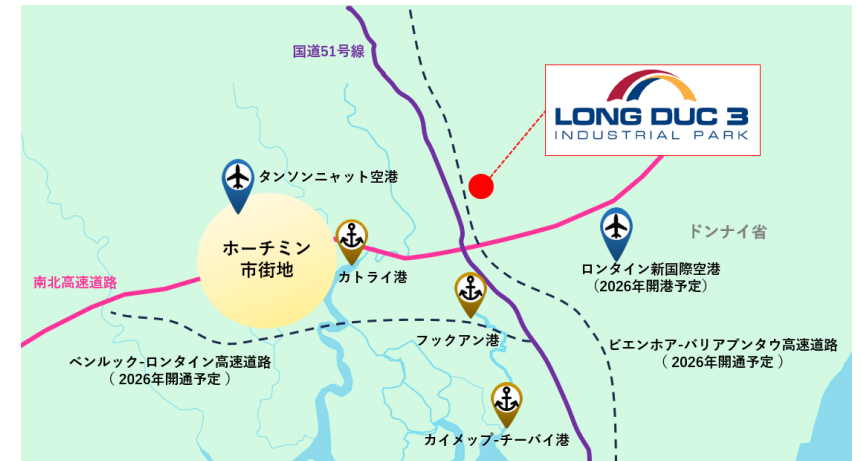 国道51号線
LONG DUC 3
INDUSTRIAL PARK
タンソンニャット空港
ドンナイ省
ホーチミン
市街地
カトライ港
ロンタイン新国際空港
（2026年開港予定）
南北高速道路
フックアン港
ビエンホア-バリアブンタウ高速道路
（ 2026年開通予定 ）
ベンルック-ロンタイン高速道路
（ 2026年開通予定 ）
カイメップ-チーバイ港